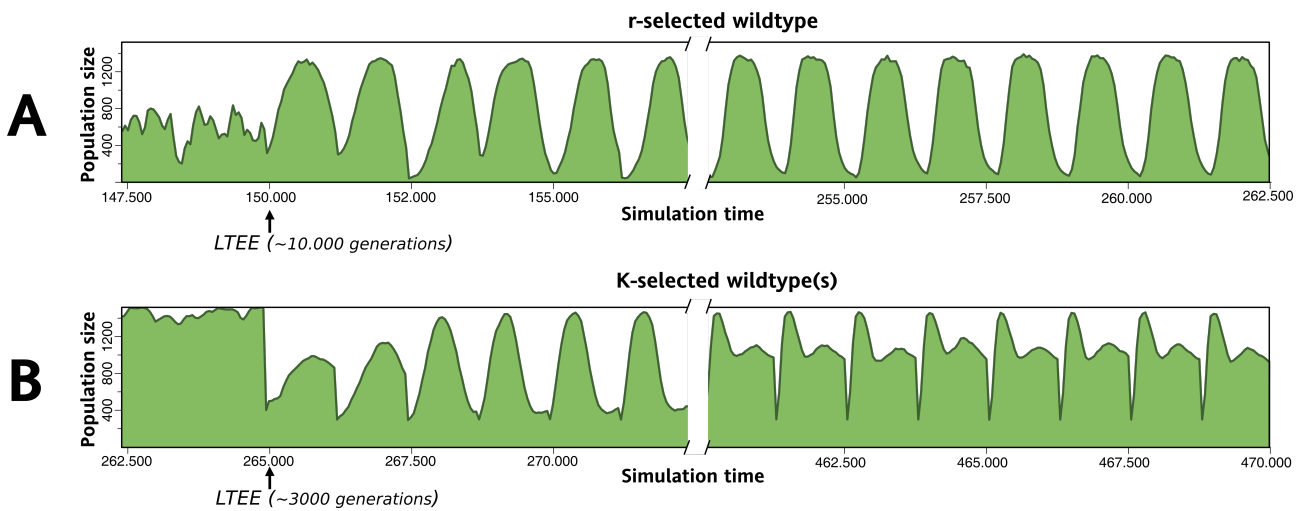 r-selected wildtype
A
Population size
1200
800
400
147.500 150.000 152.000 155.000 255.000 257.500 260.000 262.500
Simulation time
LTEE (~10.000 generations)
K-selected wildtype(s)
B
Population size
1200
800
400
262.500 265.000 267.500 270.000 462.500 465.000 467.500 470.000
Simulation time
LTEE (~3000 generations)